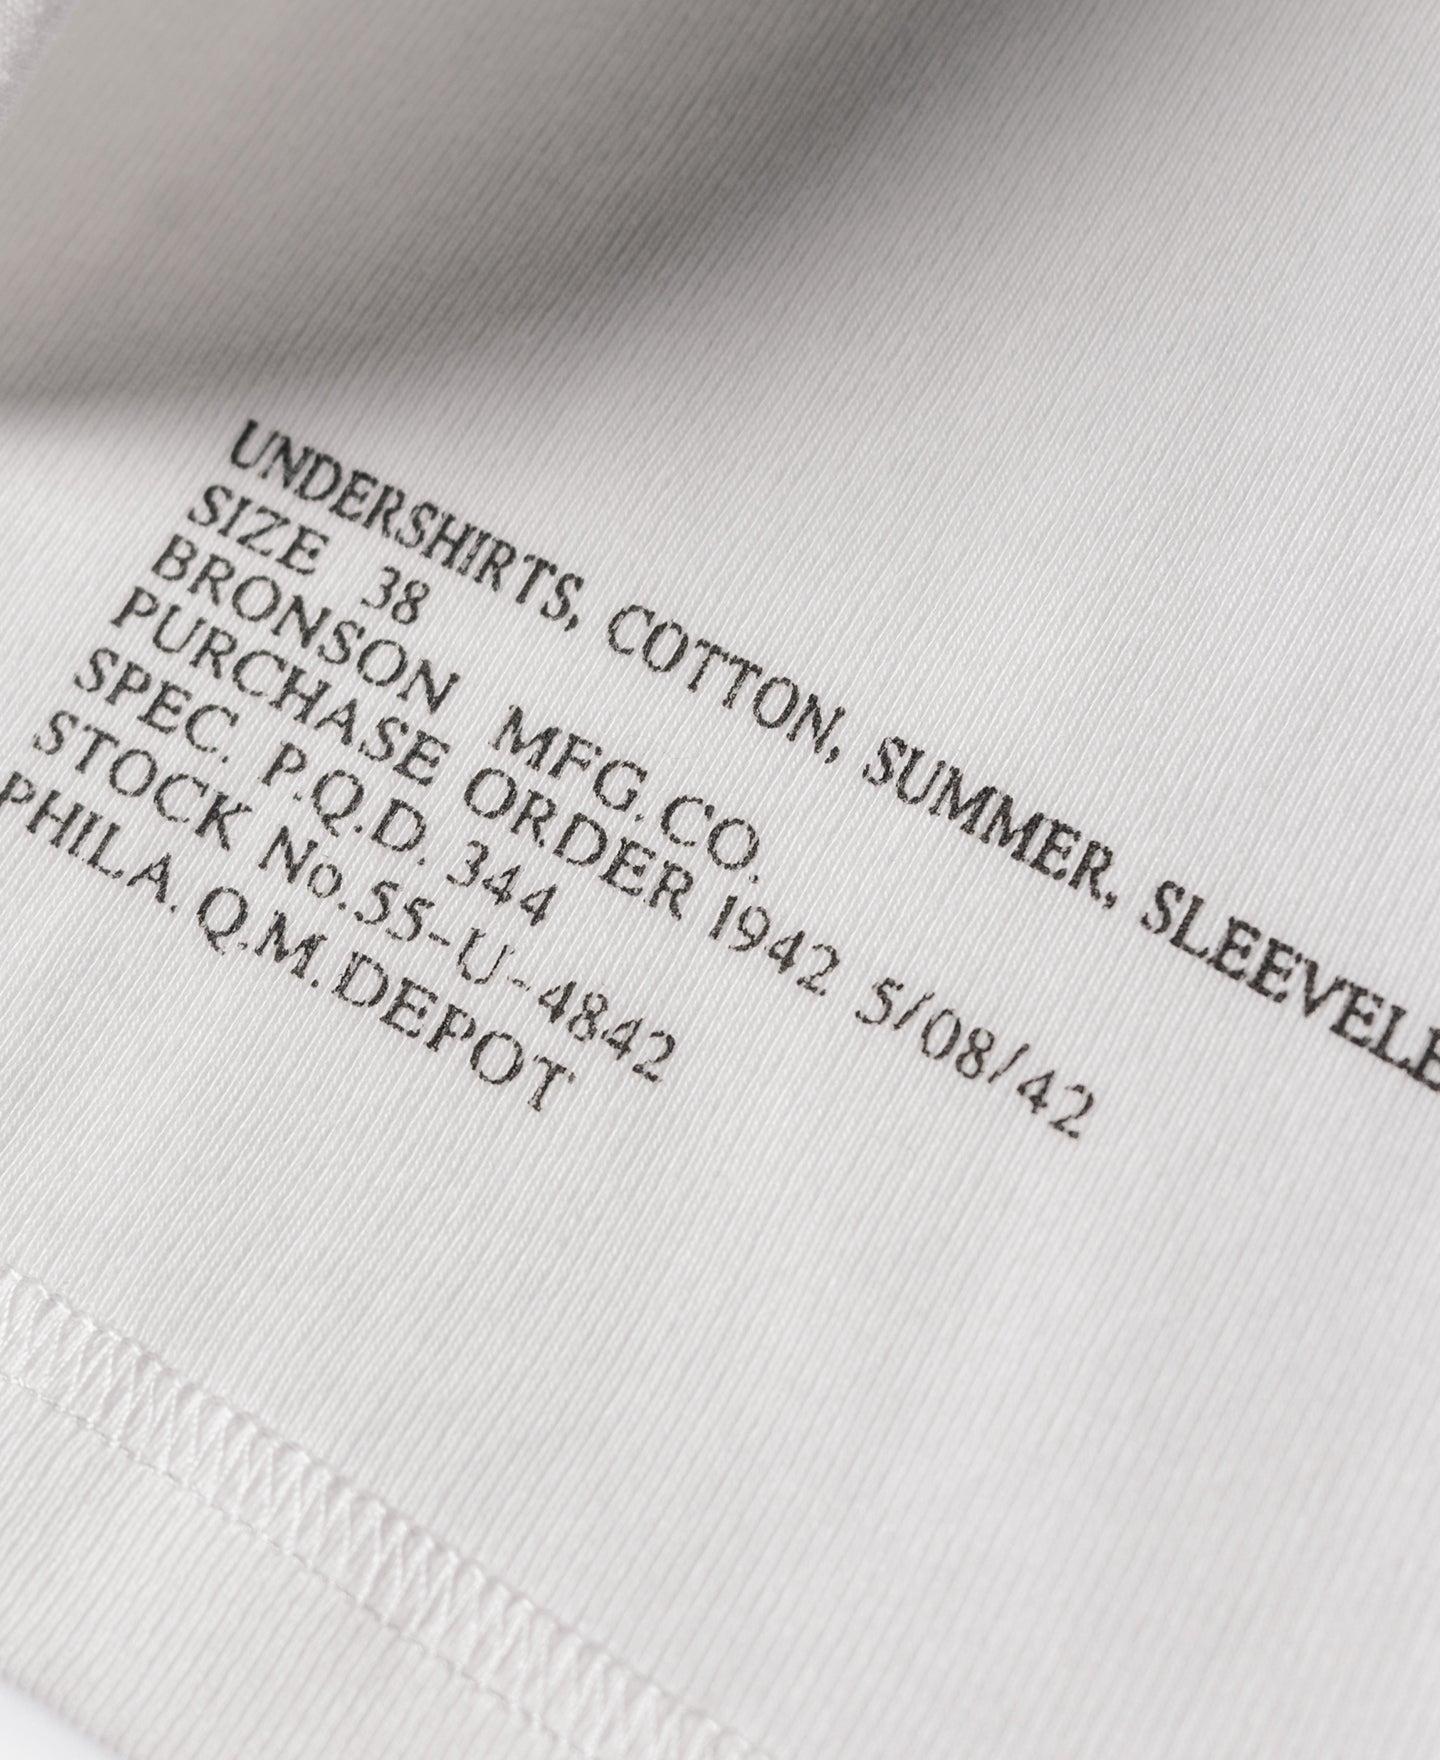 UNDERSHIRTS, COTTON, SUMMER,
SIZE 38
BRONSON MFG.CO.
PURCHASE ORDER 1942 5/08/42
SPEC. P.Q.D. 344
STOCK No.55-U-4842
PHILA.Q.M.DEPOT